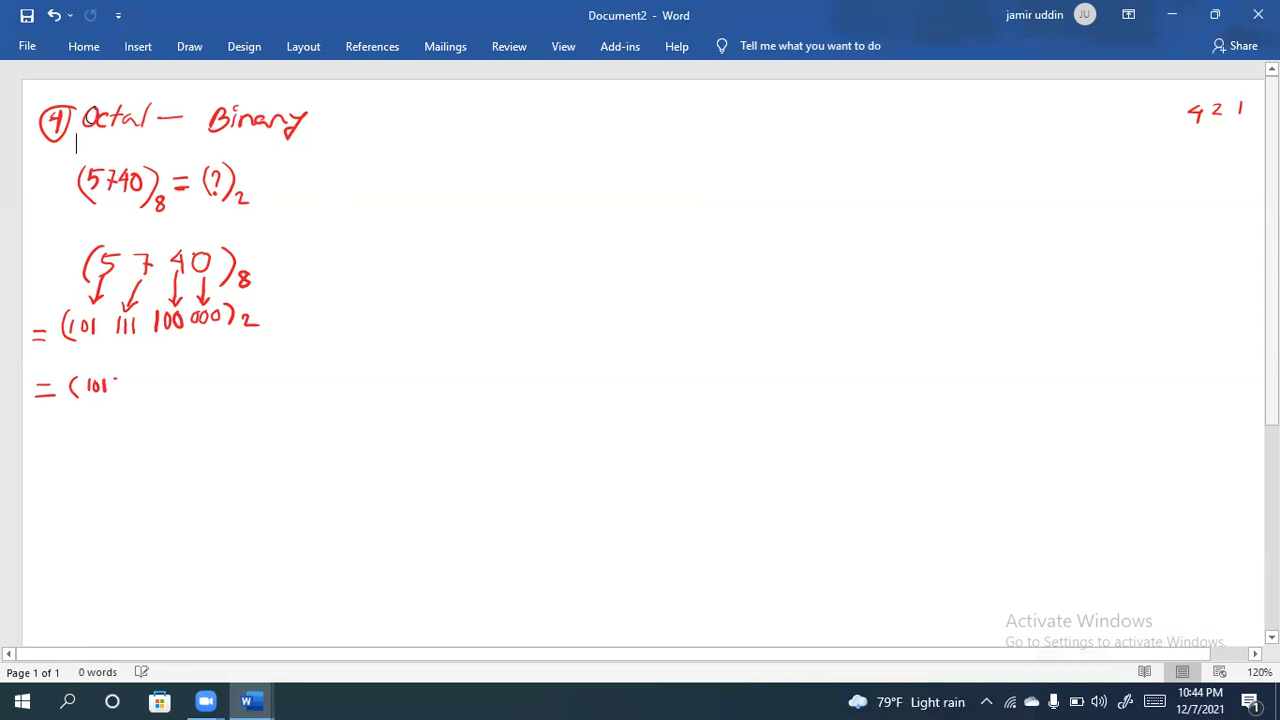 Document2 - Word
jamir uddin
JU
File Home Insert Draw Design Layout References Mailings Review View Add-ins Help Tell me what you want to do Share
④ Octal — Binary
4 2 1
(5740)8 = (?)2
(5 7 4 0)8
= (101 111 100 000)2
= (101
Activate Windows
Go to Settings to activate Windows.
Page 1 of 1 0 words 120%
W 79°F Light rain 10:44 PM
12/7/2021 1